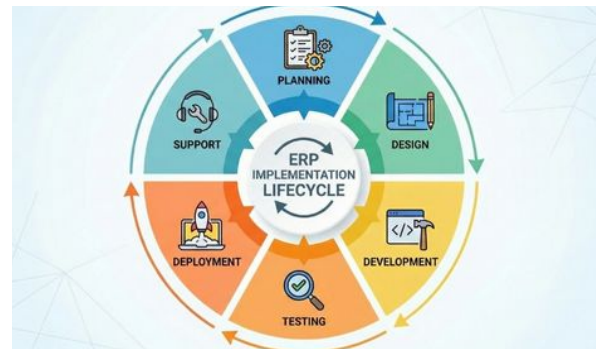 PLANNING
DESIGN
DEVELOPMENT
</>
TESTING
DEPLOYMENT
SUPPORT
ERP
IMPLEMENTATION
LIFECYCLE